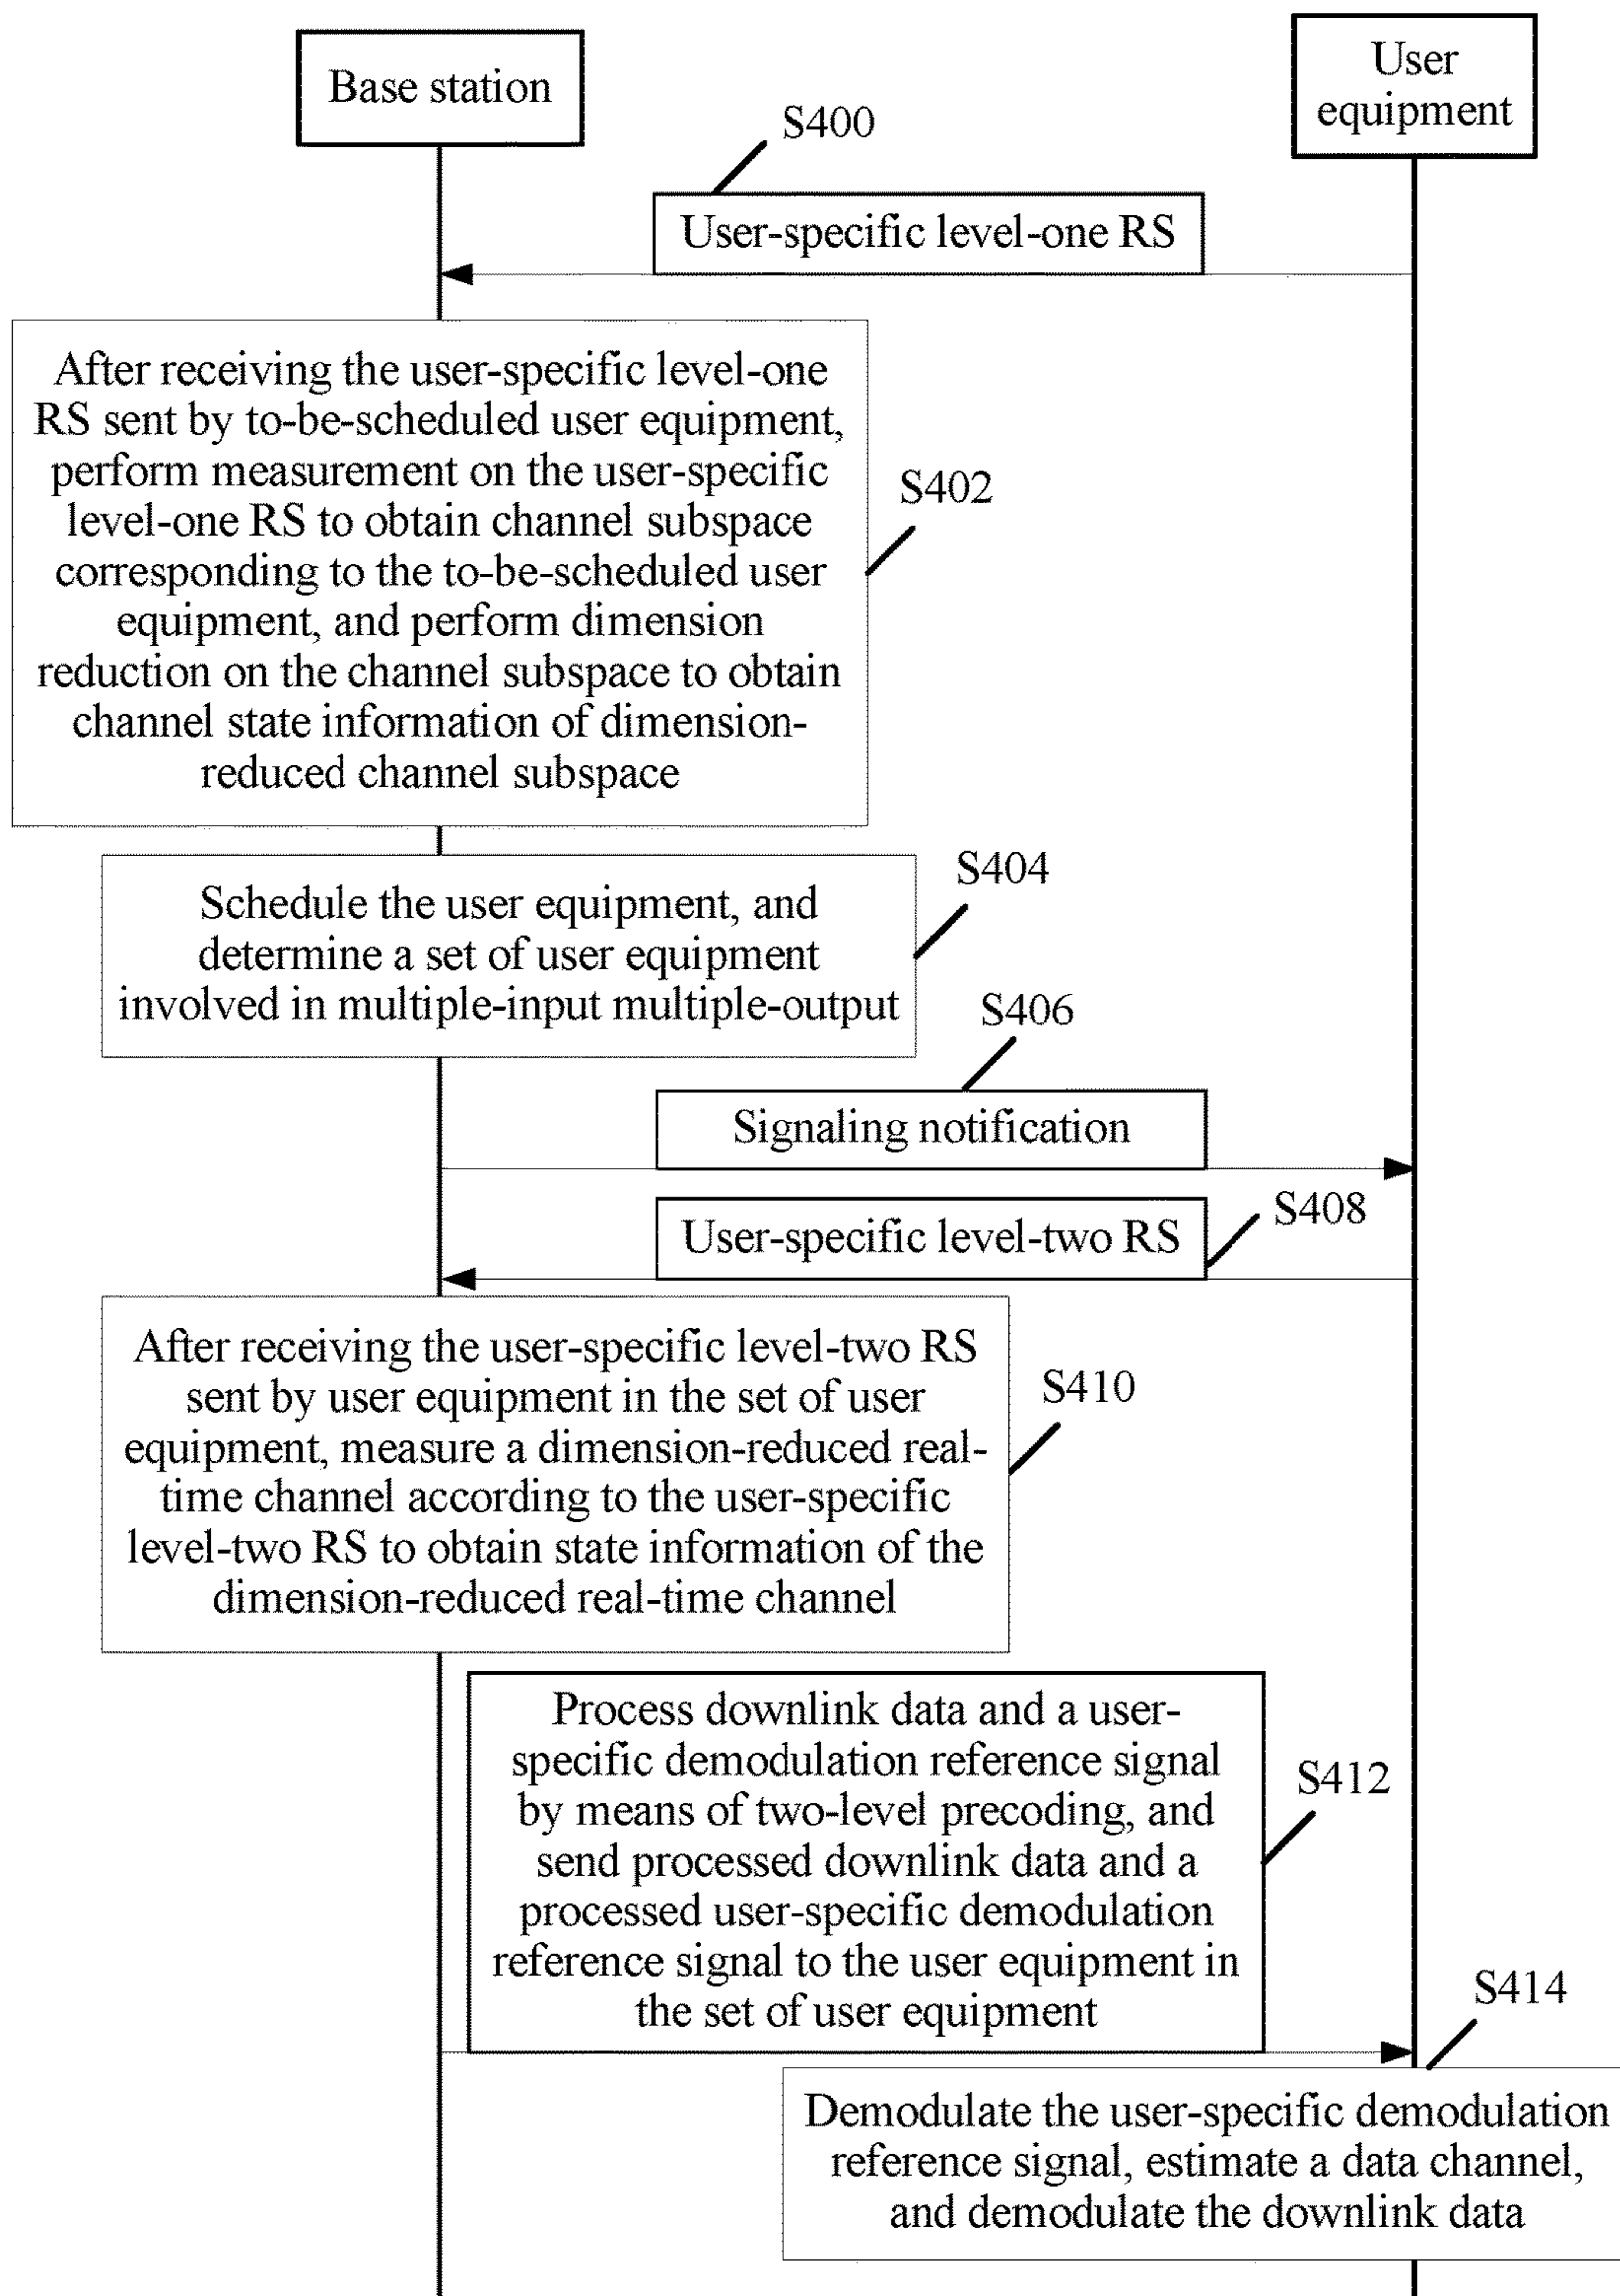 Base station
User
equipment
S400
User-specific level-one RS
After receiving the user-specific level-one
RS sent by to-be-scheduled user equipment,
perform measurement on the user-specific
level-one RS to obtain channel subspace
corresponding to the to-be-scheduled user
equipment, and perform dimension
reduction on the channel subspace to obtain
channel state information of dimension-
reduced channel subspace
S402
Schedule the user equipment, and
determine a set of user equipment
involved in multiple-input multiple-output
S404
S406
Signaling notification
User-specific level-two RS
S408
After receiving the user-specific level-two RS
sent by user equipment in the set of user
equipment, measure a dimension-reduced real-
time channel according to the user-specific
level-two RS to obtain state information of the
dimension-reduced real-time channel
S410
Process downlink data and a user-
specific demodulation reference signal
by means of two-level precoding, and
send processed downlink data and a
processed user-specific demodulation
reference signal to the user equipment in
the set of user equipment
S412
S414
Demodulate the user-specific demodulation
reference signal, estimate a data channel,
and demodulate the downlink data